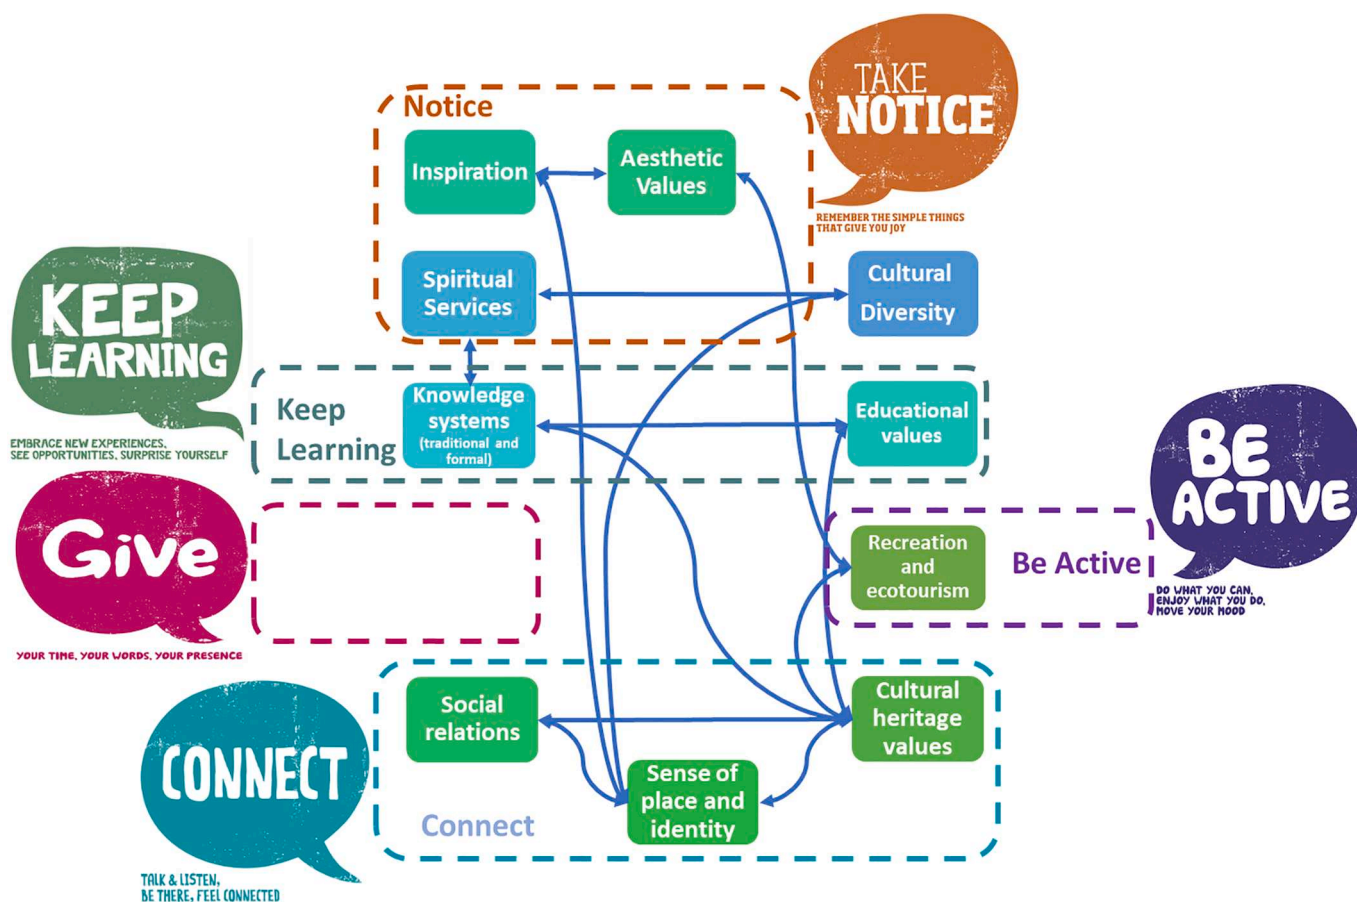 TAKE
NOTICE
REMEMBER THE SIMPLE THINGS
THAT GIVE YOU JOY
Notice
Inspiration
Aesthetic
Values
Spiritual
Services
Cultural
Diversity
KEEP
LEARNING
EMBRACE NEW EXPERIENCES,
SEE OPPORTUNITIES, SURPRISE YOURSELF
Keep
Learning
Knowledge
systems
(traditional and
formal)
Educational
values
BE
ACTIVE
DO WHAT YOU CAN,
ENJOY WHAT YOU DO,
MOVE YOUR MOOD
Give
YOUR TIME, YOUR WORDS, YOUR PRESENCE
Recreation
and
ecotourism
Be Active
CONNECT
TALK & LISTEN,
BE THERE, FEEL CONNECTED
Social
relations
Cultural
heritage
values
Sense of
place and
identity
Connect